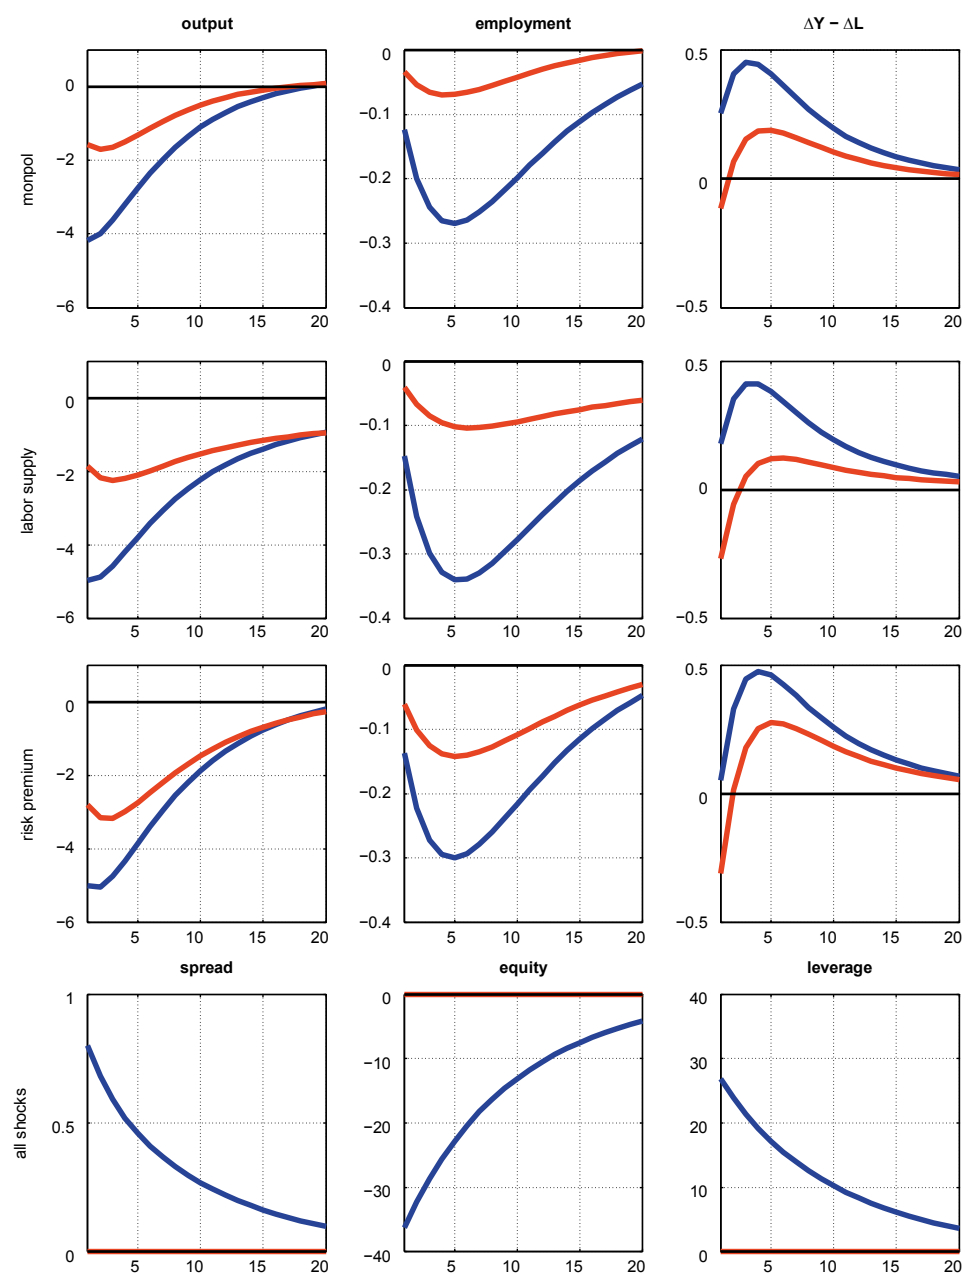 output employment ΔY − ΔL
monpol
0 −2 −4 −6
5 10 15 20
0 −0.1 −0.2 −0.3 −0.4
5 10 15 20
0.5 0 −0.5
5 10 15 20
labor supply
0 −2 −4 −6
5 10 15 20
0 −0.1 −0.2 −0.3 −0.4
5 10 15 20
0.5 0 −0.5
5 10 15 20
risk premium
0 −2 −4 −6
5 10 15 20
0 −0.1 −0.2 −0.3 −0.4
5 10 15 20
0.5 0 −0.5
5 10 15 20
spread equity leverage
all shocks
1 0.5 0
5 10 15 20
0 −10 −20 −30 −40
5 10 15 20
40 30 20 10 0
5 10 15 20